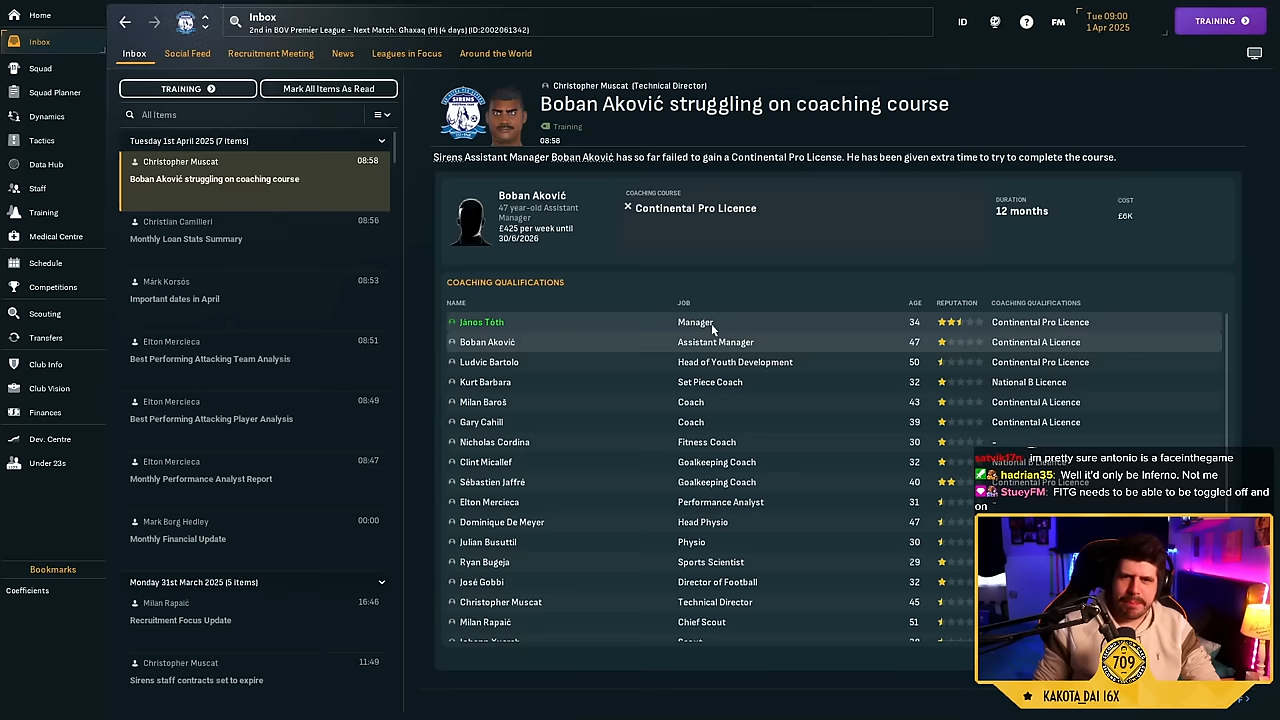 Home
Inbox
Squad
Squad Planner
Dynamics
Tactics
Data Hub
Staff
Training
Medical Centre
Schedule
Competitions
Scouting
Transfers
Club Info
Club Vision
Finances
Dev. Centre
Under 23s
Bookmarks
Coefficients
Inbox
2nd in BOV Premier League - Next Match: Ghaxaq (H) (4 days) |ID:2002061342)
ID
FM
Tue 09:00
1 Apr 2025
TRAINING
Inbox
Social Feed
Recruitment Meeting
News
Leagues in Focus
Around the World
TRAINING
Mark All Items As Read
All Items
Tuesday 1st April 2025 (7 Items)
Christopher Muscat 08:58
Boban Aković struggling on coaching course
Christian Camilleri 08:56
Monthly Loan Stats Summary
Márk Korsós 08:53
Important dates in April
Elton Mercieca 08:51
Best Performing Attacking Team Analysis
Elton Mercieca 08:49
Best Performing Attacking Player Analysis
Elton Mercieca 08:47
Monthly Performance Analyst Report
Mark Borg Hedley 00:00
Monthly Financial Update
Monday 31st March 2025 (5 Items)
Milan Rapaić 16:46
Recruitment Focus Update
Christopher Muscat 11:49
Sirens staff contracts set to expire
SIRENS
Christopher Muscat (Technical Director)
Boban Aković struggling on coaching course
Training
08:58
Sirens Assistant Manager Boban Aković has so far failed to gain a Continental Pro License. He has been given extra time to try to complete the course.
Boban Aković
47 year-old Assistant
Manager
£425 per week until
30/6/2026
COACHING COURSE
Continental Pro Licence
DURATION
12 months
COST
£6K
COACHING QUALIFICATIONS
NAME JOB AGE REPUTATION COACHING QUALIFICATIONS
János Tóth Manager 34 Continental Pro Licence
Boban Aković Assistant Manager 47 Continental A Licence
Ludvic Bartolo Head of Youth Development 50 Continental Pro Licence
Kurt Barbara Set Piece Coach 32 National B Licence
Milan Baroš Coach 43 Continental A Licence
Gary Cahill Coach 39 Continental A Licence
Nicholas Cordina Fitness Coach 30 -
Clint Micallef Goalkeeping Coach 32 National B Licence
Sébastien Jaffré Goalkeeping Coach 40 Continental Pro Licence
Elton Mercieca Performance Analyst 31 -
Dominique De Meyer Head Physio 47
Julian Busuttil Physio 30
Ryan Bugeja Sports Scientist 29
José Gobbi Director of Football 32
Christopher Muscat Technical Director 45
Milan Rapaić Chief Scout 51
satvik17n: im pretty sure antonio is a faceinthegame
hadrian35: Well it'd only be Inferno. Not me
StueyFM: FITG needs to be able to be toggled off and
on
709
KAKOTA_DAI 16X